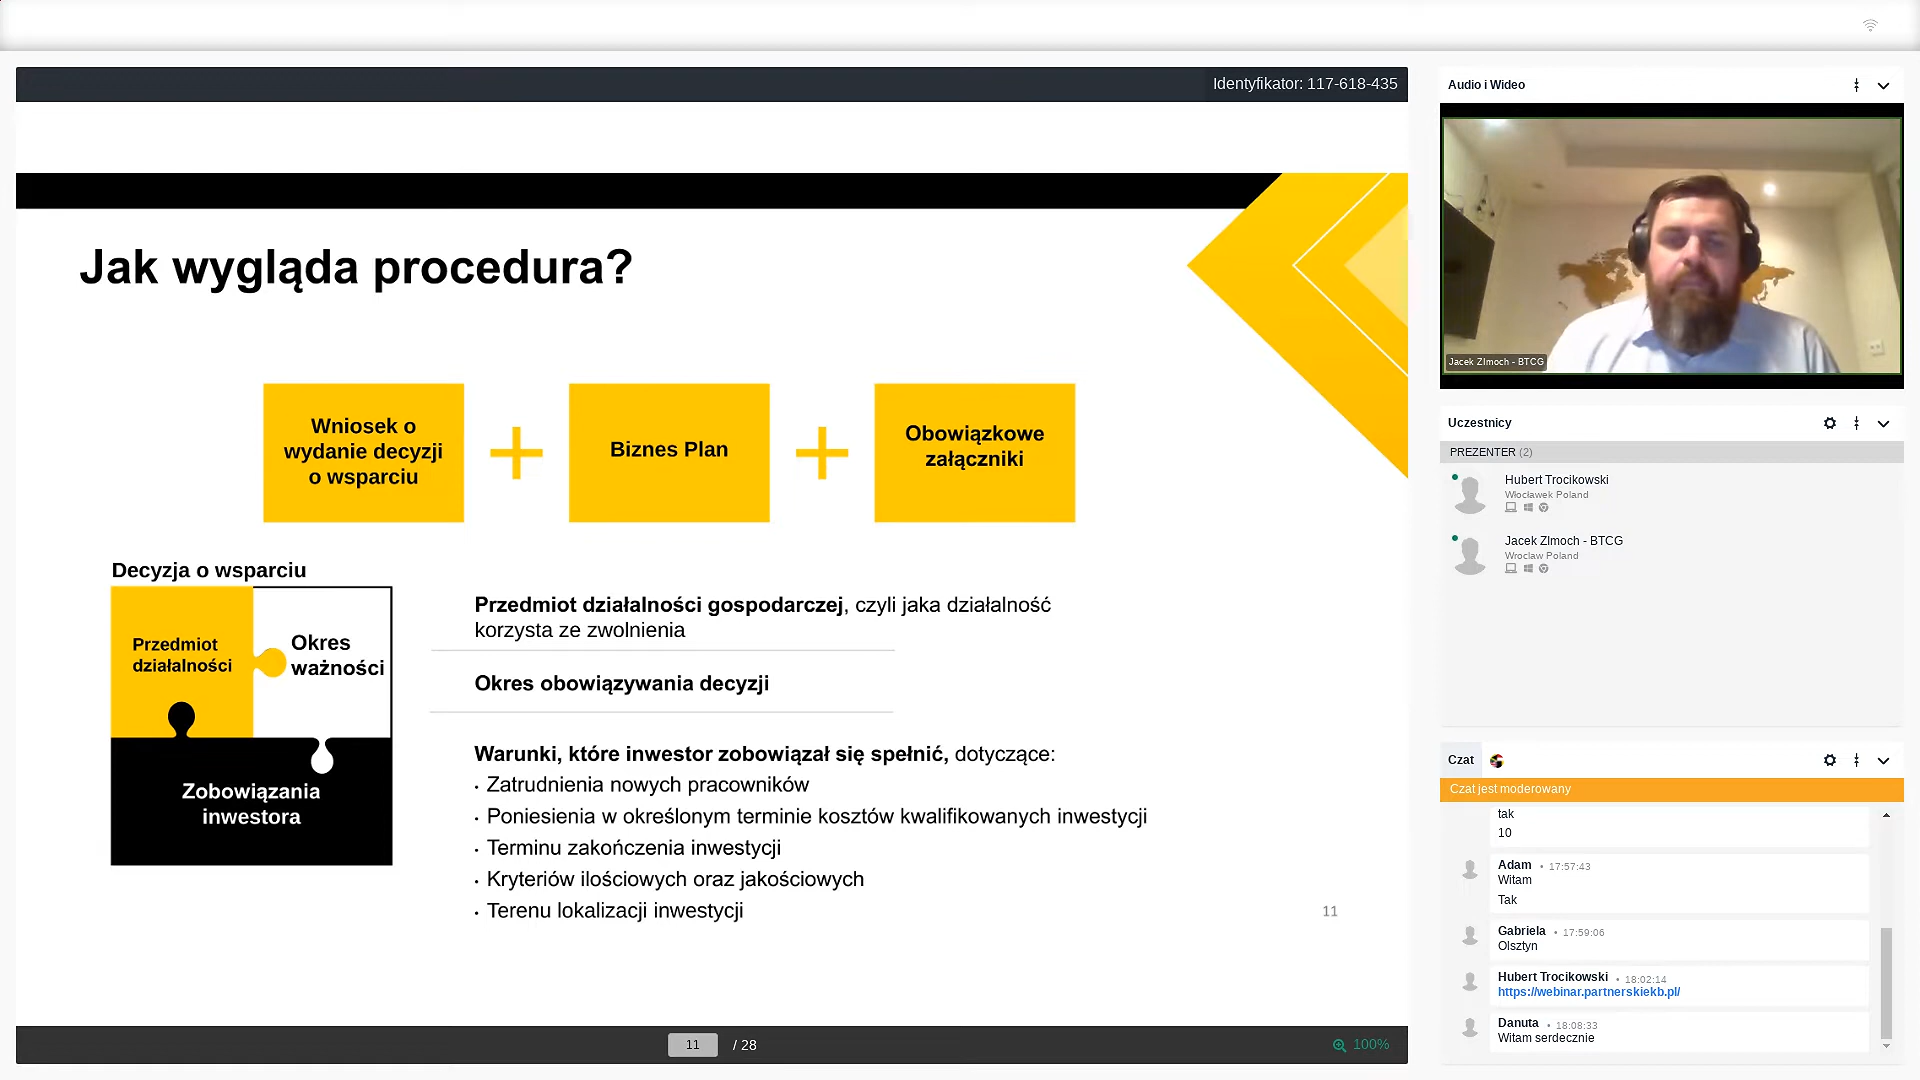 Identyfikator: 117-618-435
Jak wygląda procedura?
Wniosek o
wydanie decyzji
o wsparciu
Biznes Plan
Obowiązkowe
załączniki
Decyzja o wsparciu
Przedmiot
działalności
Okres
ważności
Zobowiązania
inwestora
Przedmiot działalności gospodarczej, czyli jaka działalność
korzysta ze zwolnienia
Okres obowiązywania decyzji
Warunki, które inwestor zobowiązał się spełnić, dotyczące:
· Zatrudnienia nowych pracowników
· Poniesienia w określonym terminie kosztów kwalifikowanych inwestycji
· Terminu zakończenia inwestycji
· Kryteriów ilościowych oraz jakościowych
· Terenu lokalizacji inwestycji
11
11 / 28
100%
Audio i Wideo
Jacek ZImoch - BTCG
Uczestnicy
PREZENTER (2)
Hubert Trocikowski
Włocławek Poland
Jacek ZImoch - BTCG
Wroclaw Poland
Czat
Czat jest moderowany
tak
10
Adam • 17:57:43
Witam
Tak
Gabriela • 17:59:06
Olsztyn
Hubert Trocikowski • 18:02:14
https://webinar.partnerskiekb.pl/
Danuta • 18:08:33
Witam serdecznie